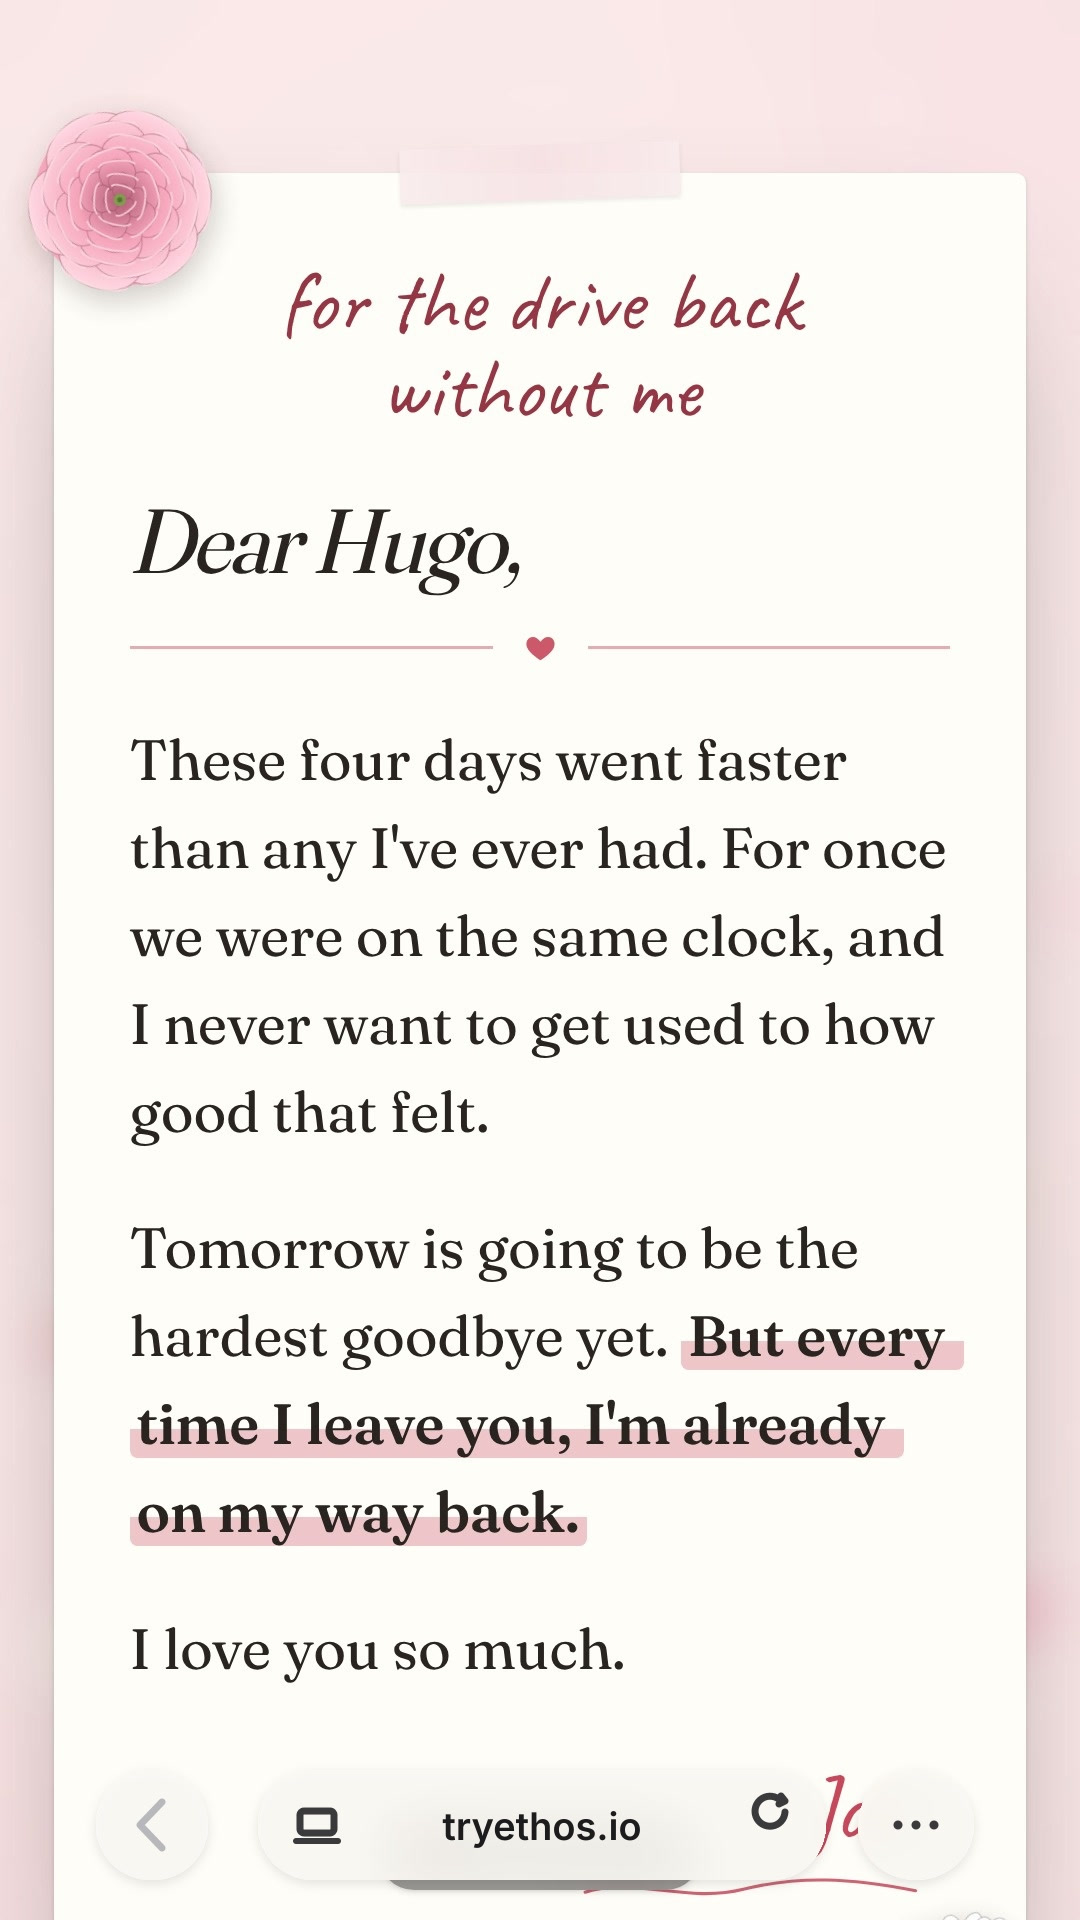 for the drive back
without me
Dear Hugo,
These four days went faster
than any I've ever had. For once
we were on the same clock, and
I never want to get used to how
good that felt.
Tomorrow is going to be the
hardest goodbye yet. But every
time I leave you, I'm already
on my way back.
I love you so much.
tryethos.io